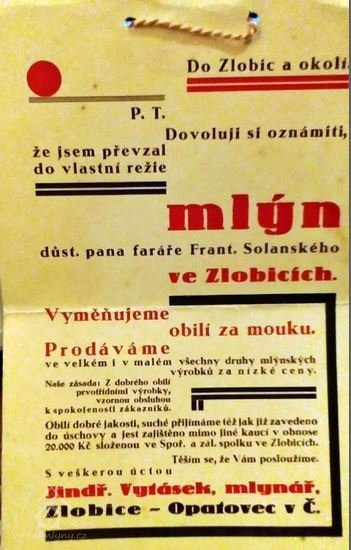 Do Zlobic a okolí.
P. T.
Dovoluji si oznámiti,
že jsem převzal
do vlastní režie
mlýn
důst. pana faráře Frant. Solanského
ve Zlobicích.
Vyměňujeme
obilí za mouku.
Prodáváme
ve velkém i v malém všechny druhy mlýnských
výrobků za nízké ceny.
Naše zásada: Z dobrého obilí
prvotřídními výrobky,
vzornou obsluhou
k spokojenosti zákazníků.
Obilí dobré jakosti, suché přijímáme též jak již zavedeno
do úschovy a jest zajištěno mimo jiné kaucí v obnose
20.000 Kč složenou ve Spoř. a zál. spolku ve Zlobicích.
Těším se, že Vám posloužíme.
S veškerou úctou
Jindř. Vytásek, mlynář,
Zlobice – Opatovec v Č.